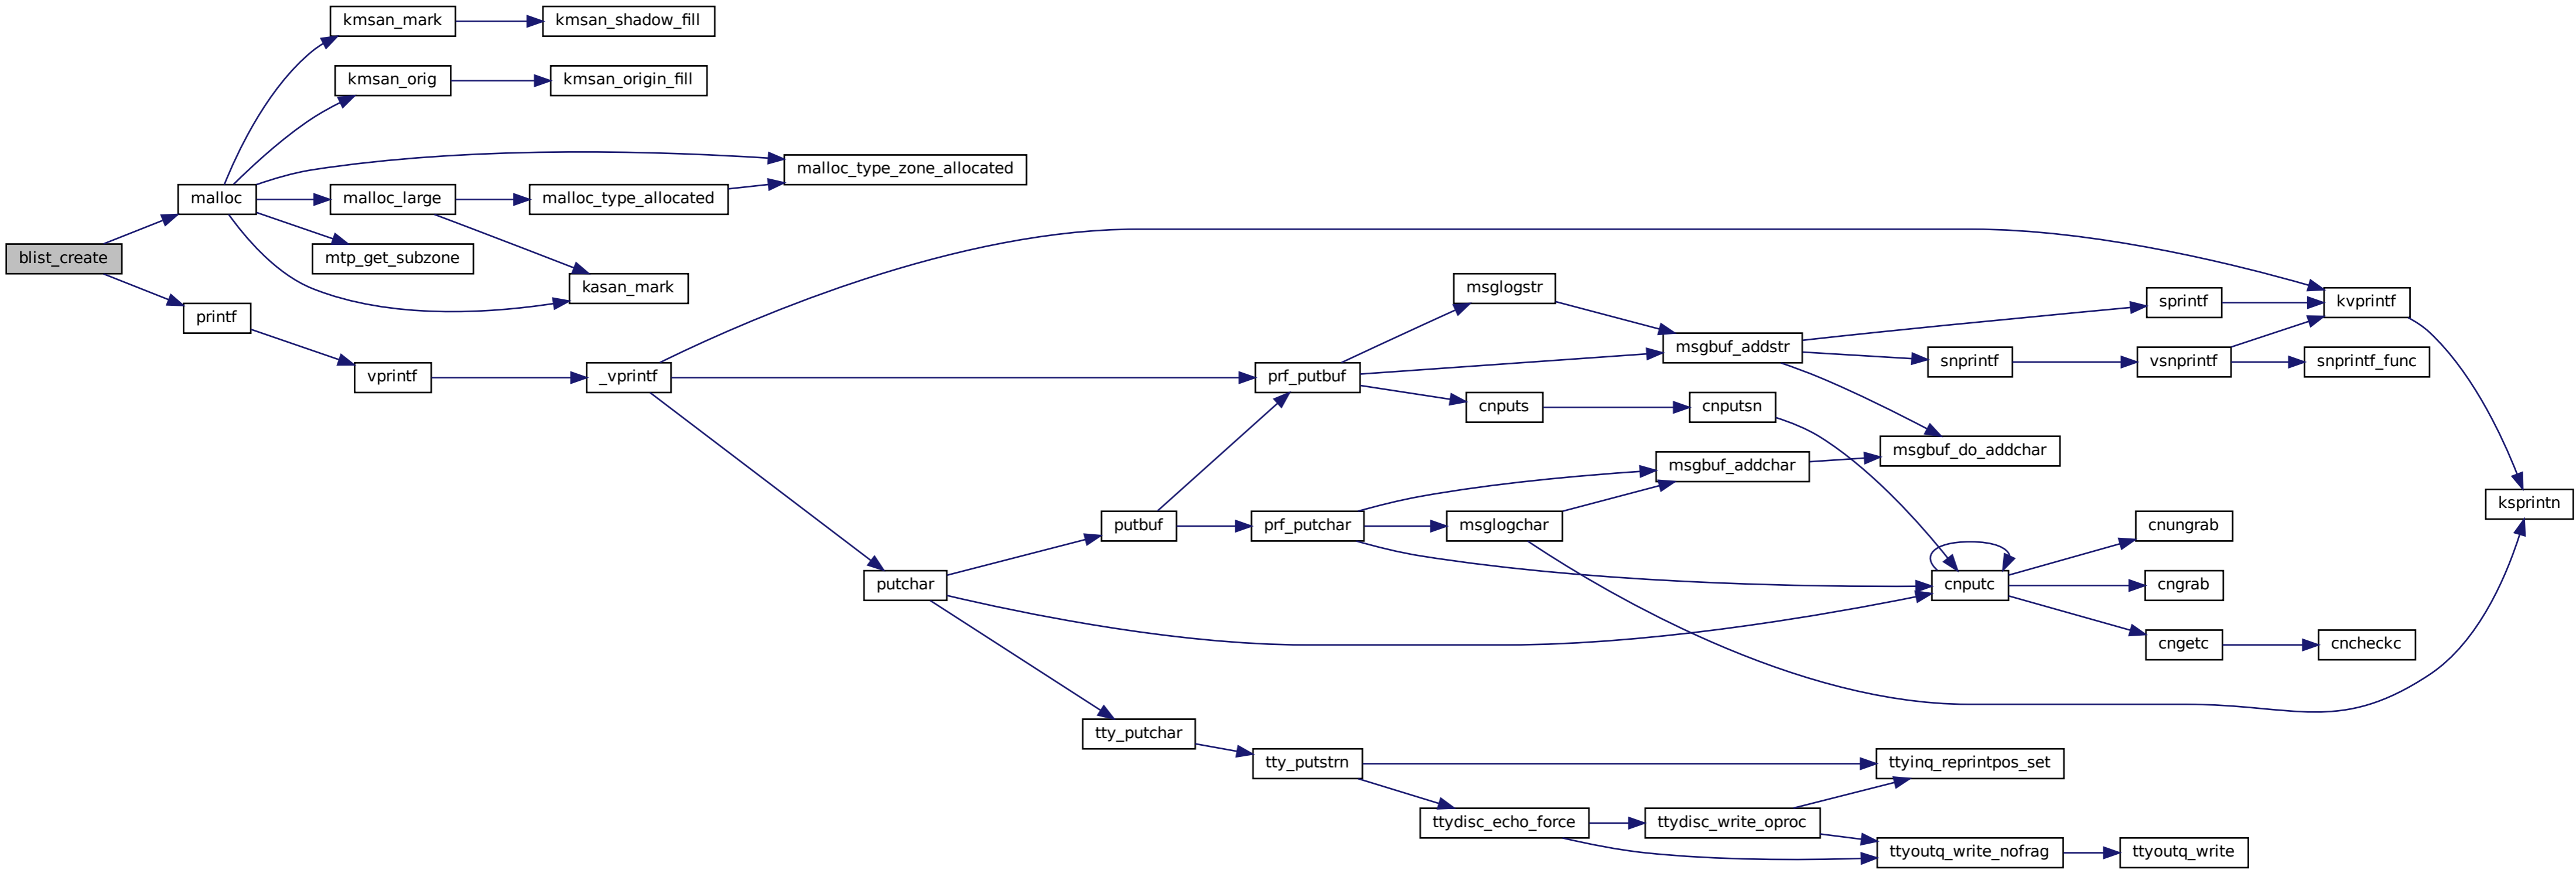 kmsan_mark
kmsan_shadow_fill
kmsan_orig
kmsan_origin_fill
malloc_type_zone_allocated
malloc
malloc_large
malloc_type_allocated
blist_create
mtp_get_subzone
kasan_mark
msglogstr
sprintf
kvprintf
printf
msgbuf_addstr
snprintf
vsnprintf
snprintf_func
vprintf
_vprintf
prf_putbuf
cnputs
cnputsn
msgbuf_do_addchar
msgbuf_addchar
ksprintn
putbuf
prf_putchar
msglogchar
cnungrab
putchar
cnputc
cngrab
cngetc
cncheckc
tty_putchar
tty_putstrn
ttyinq_reprintpos_set
ttydisc_echo_force
ttydisc_write_oproc
ttyoutq_write_nofrag
ttyoutq_write